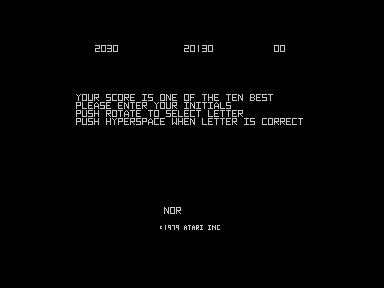 2030 20130 00
YOUR SCORE IS ONE OF THE TEN BEST
PLEASE ENTER YOUR INITIALS
PUSH ROTATE TO SELECT LETTER
PUSH HYPERSPACE WHEN LETTER IS CORRECT
NOR
©1979 ATARI INC